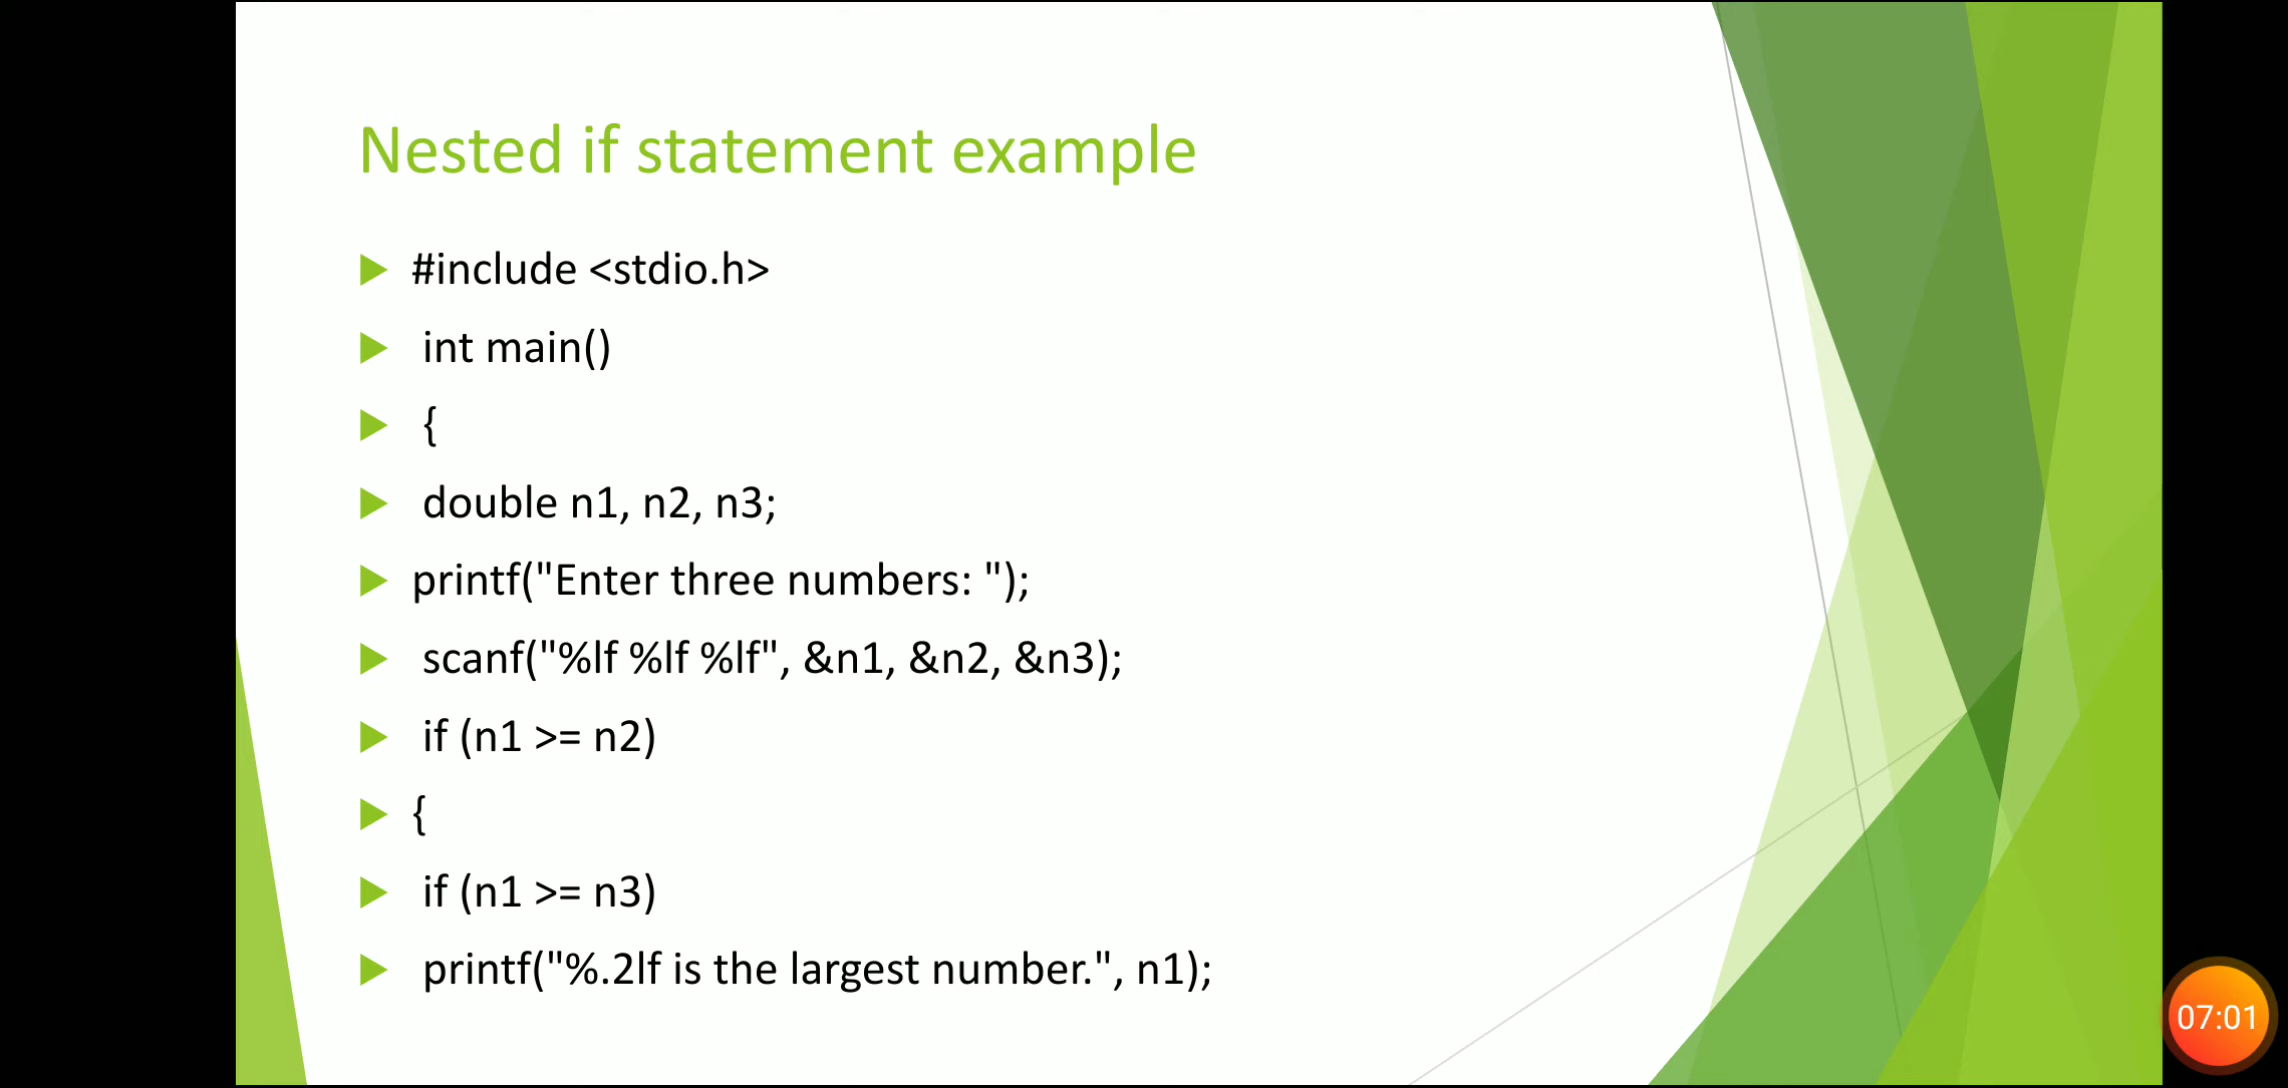 Nested if statement example
#include <stdio.h>
int main()
{
double n1, n2, n3;
printf("Enter three numbers: ");
scanf("%lf %lf %lf", &n1, &n2, &n3);
if (n1 >= n2)
{
if (n1 >= n3)
printf("%.2lf is the largest number.", n1);
07:01